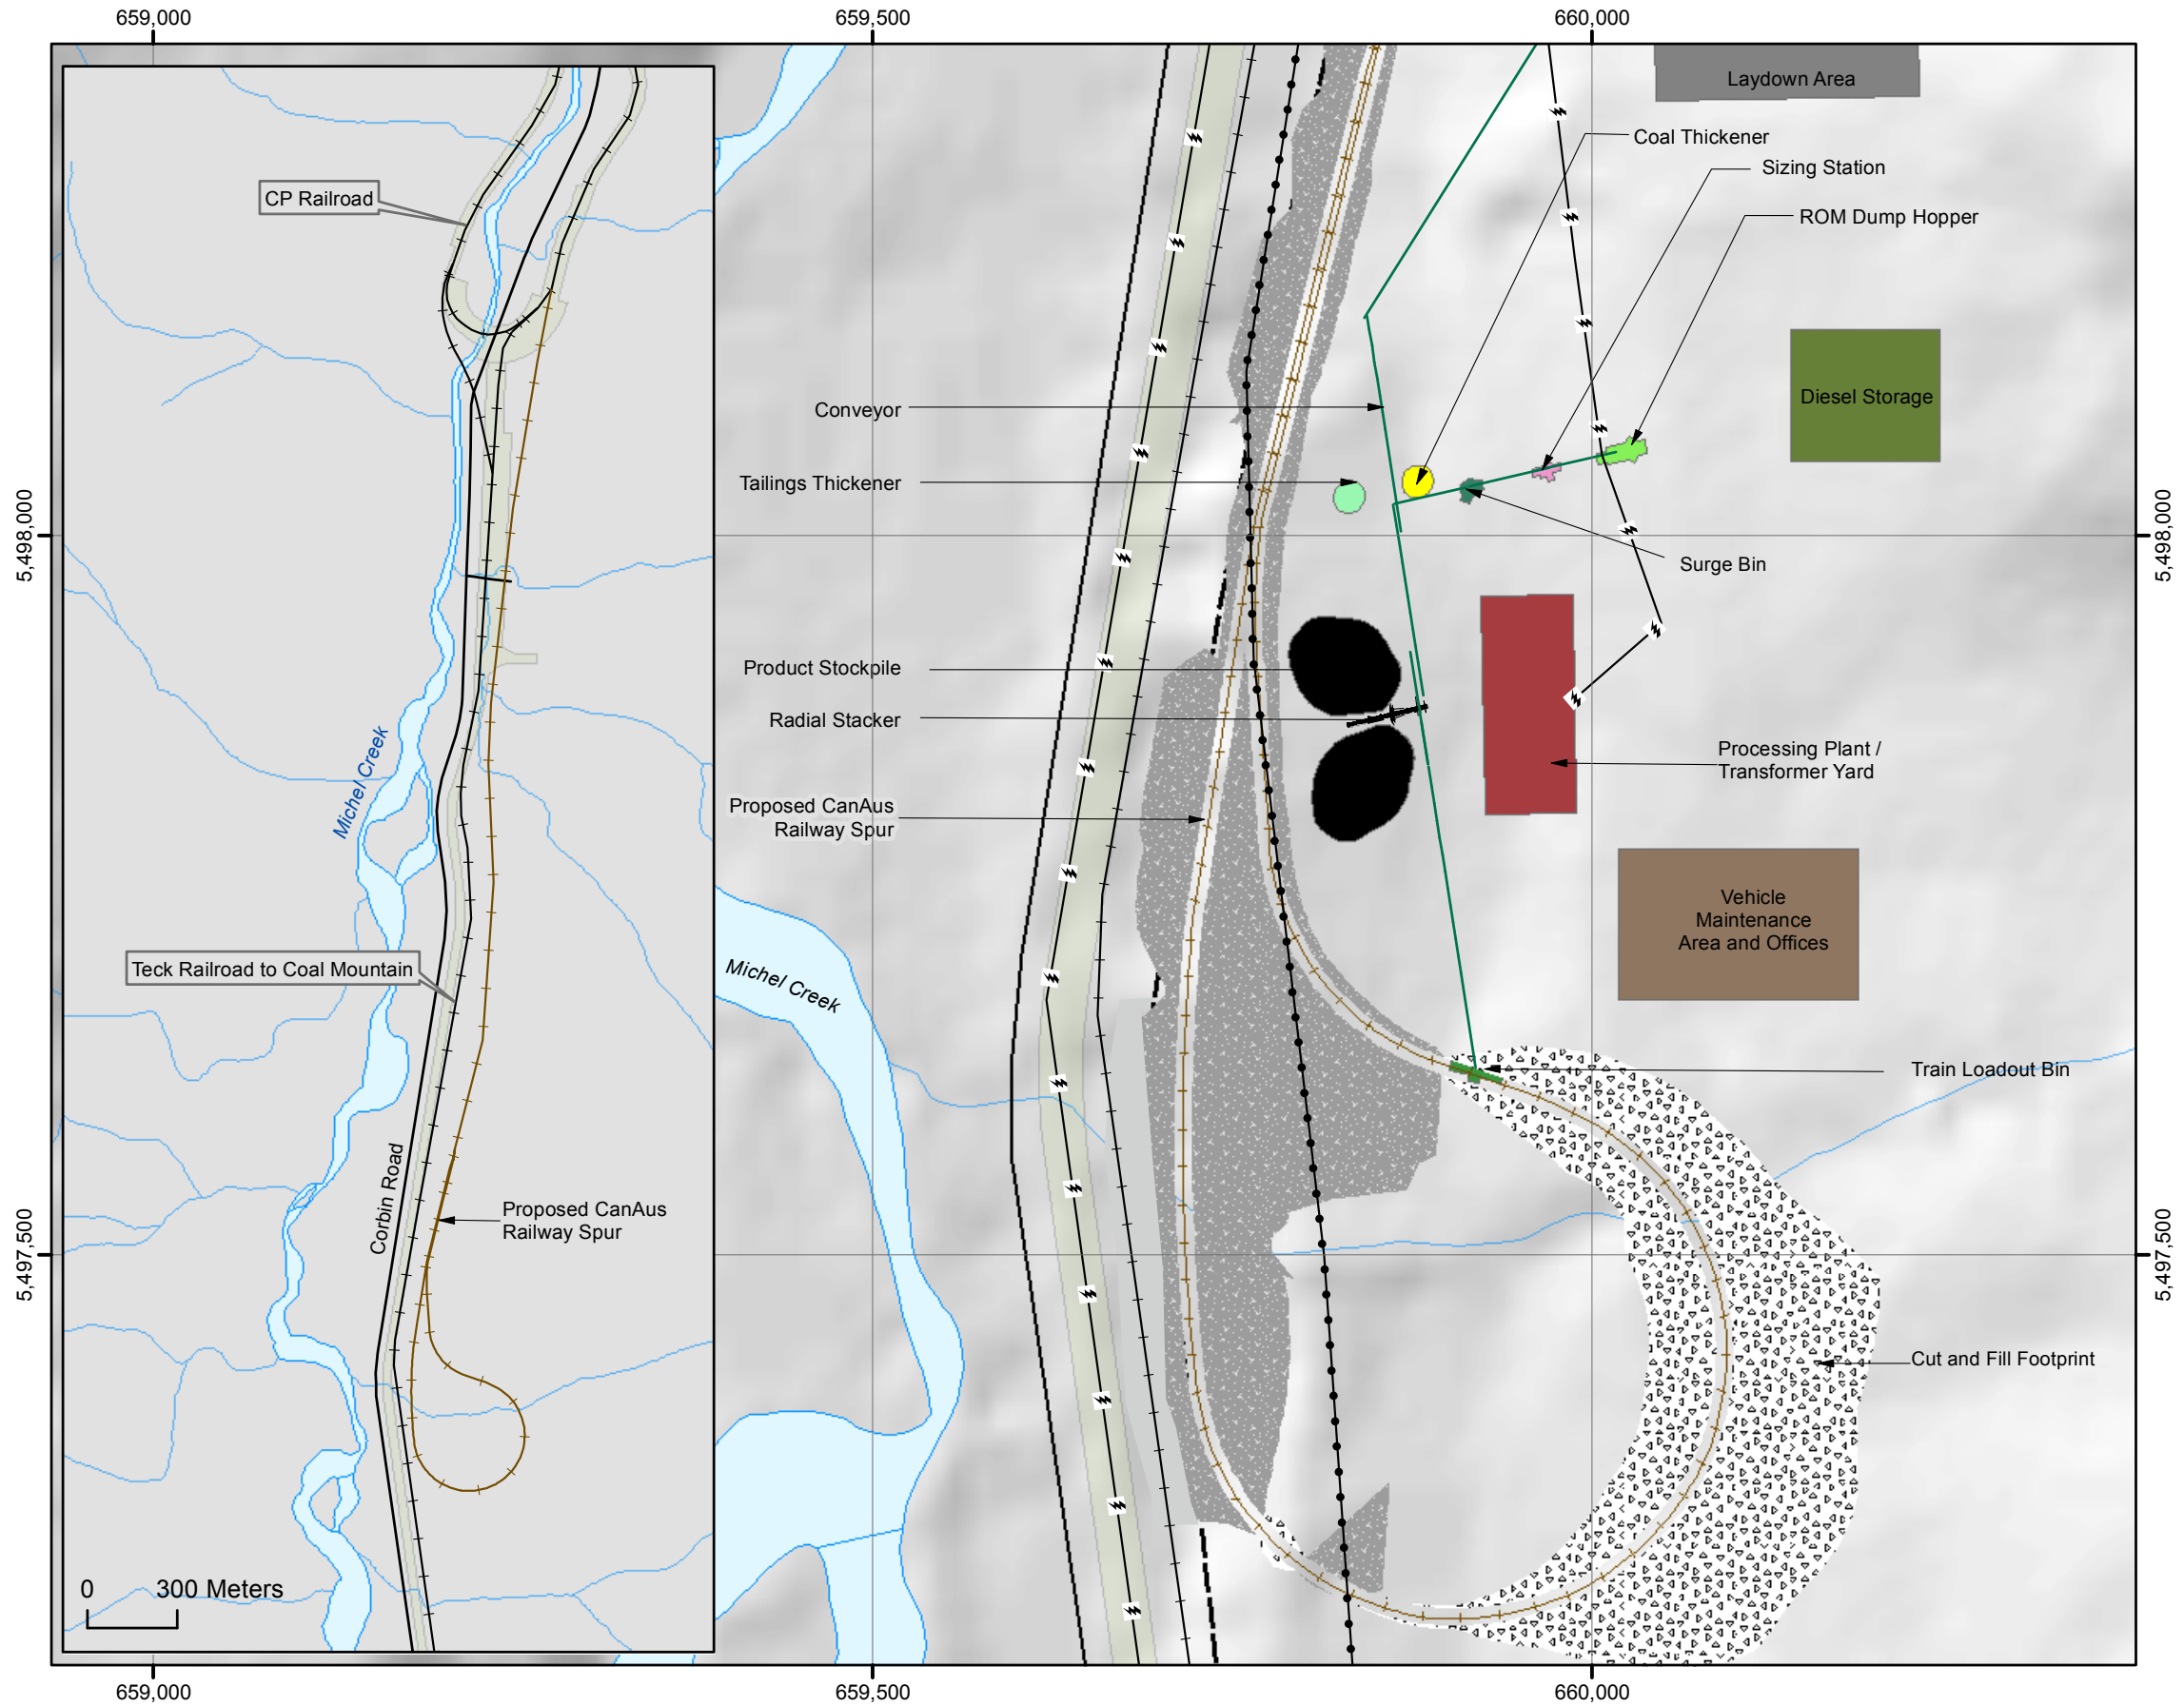 659,000
659,500
660,000
Laydown Area
Coal Thickener
Sizing Station
CP Railroad
ROM Dump Hopper
Diesel Storage
Conveyor
Tailings Thickener
5,498,000
5,498,000
Surge Bin
Product Stockpile
Radial Stacker
Michel Creek
Processing Plant /
Transformer Yard
Proposed CanAus
Railway Spur
Vehicle
Maintenance
Area and Offices
Teck Railroad to Coal Mountain
Michel Creek
Train Loadout Bin
Corbin Road
Proposed CanAus
Railway Spur
5,497,500
5,497,500
Cut and Fill Footprint
0 300 Meters
659,000
659,500
660,000